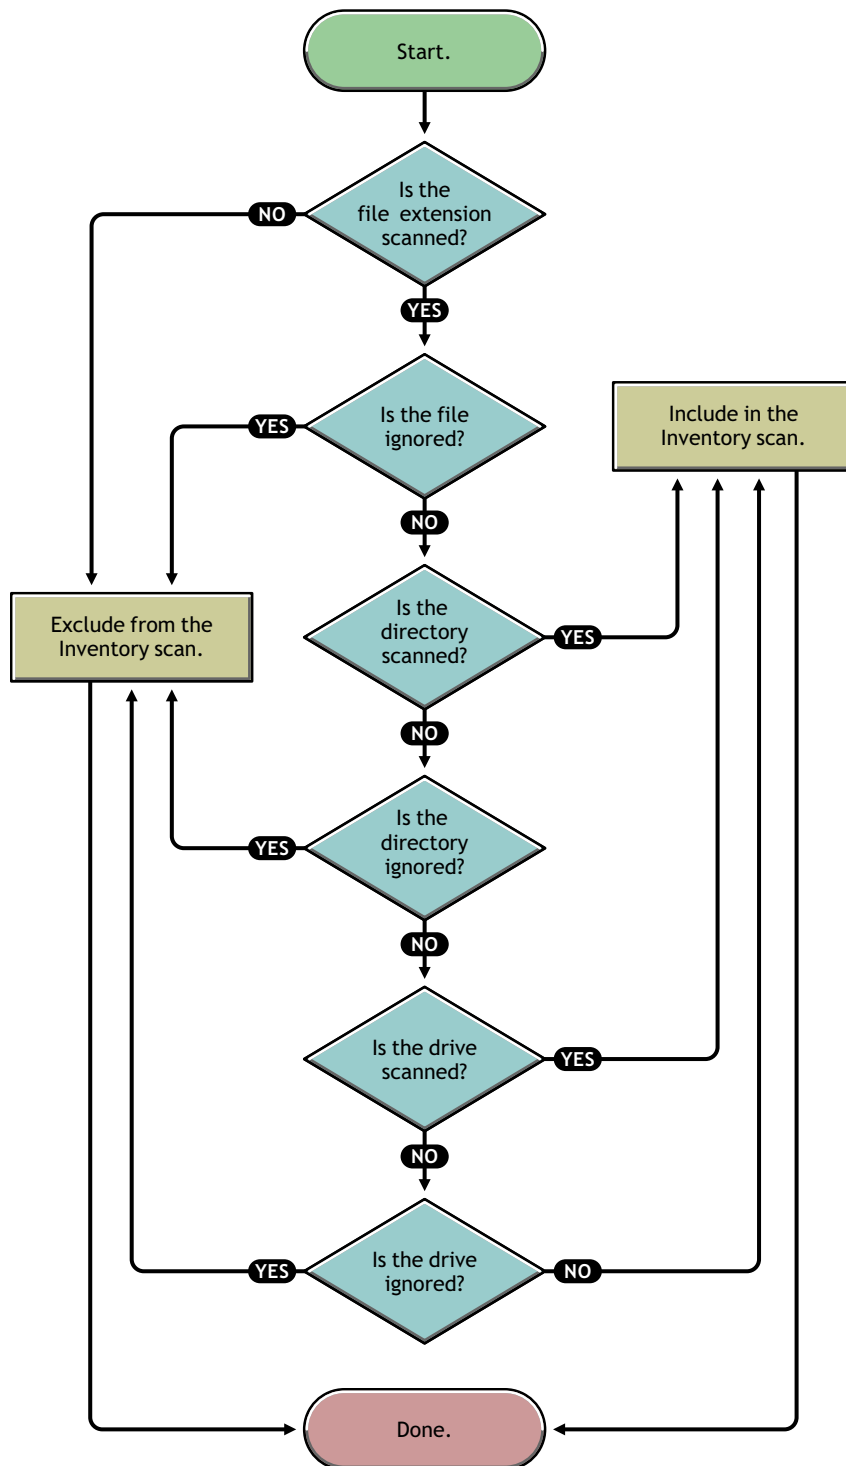 Start.
Is the
file extension
scanned?
NO
YES
Is the file
ignored?
YES
NO
Include in the
Inventory scan.
Exclude from the
Inventory scan.
Is the
directory
scanned?
YES
NO
Is the
directory
ignored?
YES
NO
Is the drive
scanned?
YES
NO
Is the drive
ignored?
YES
NO
Done.